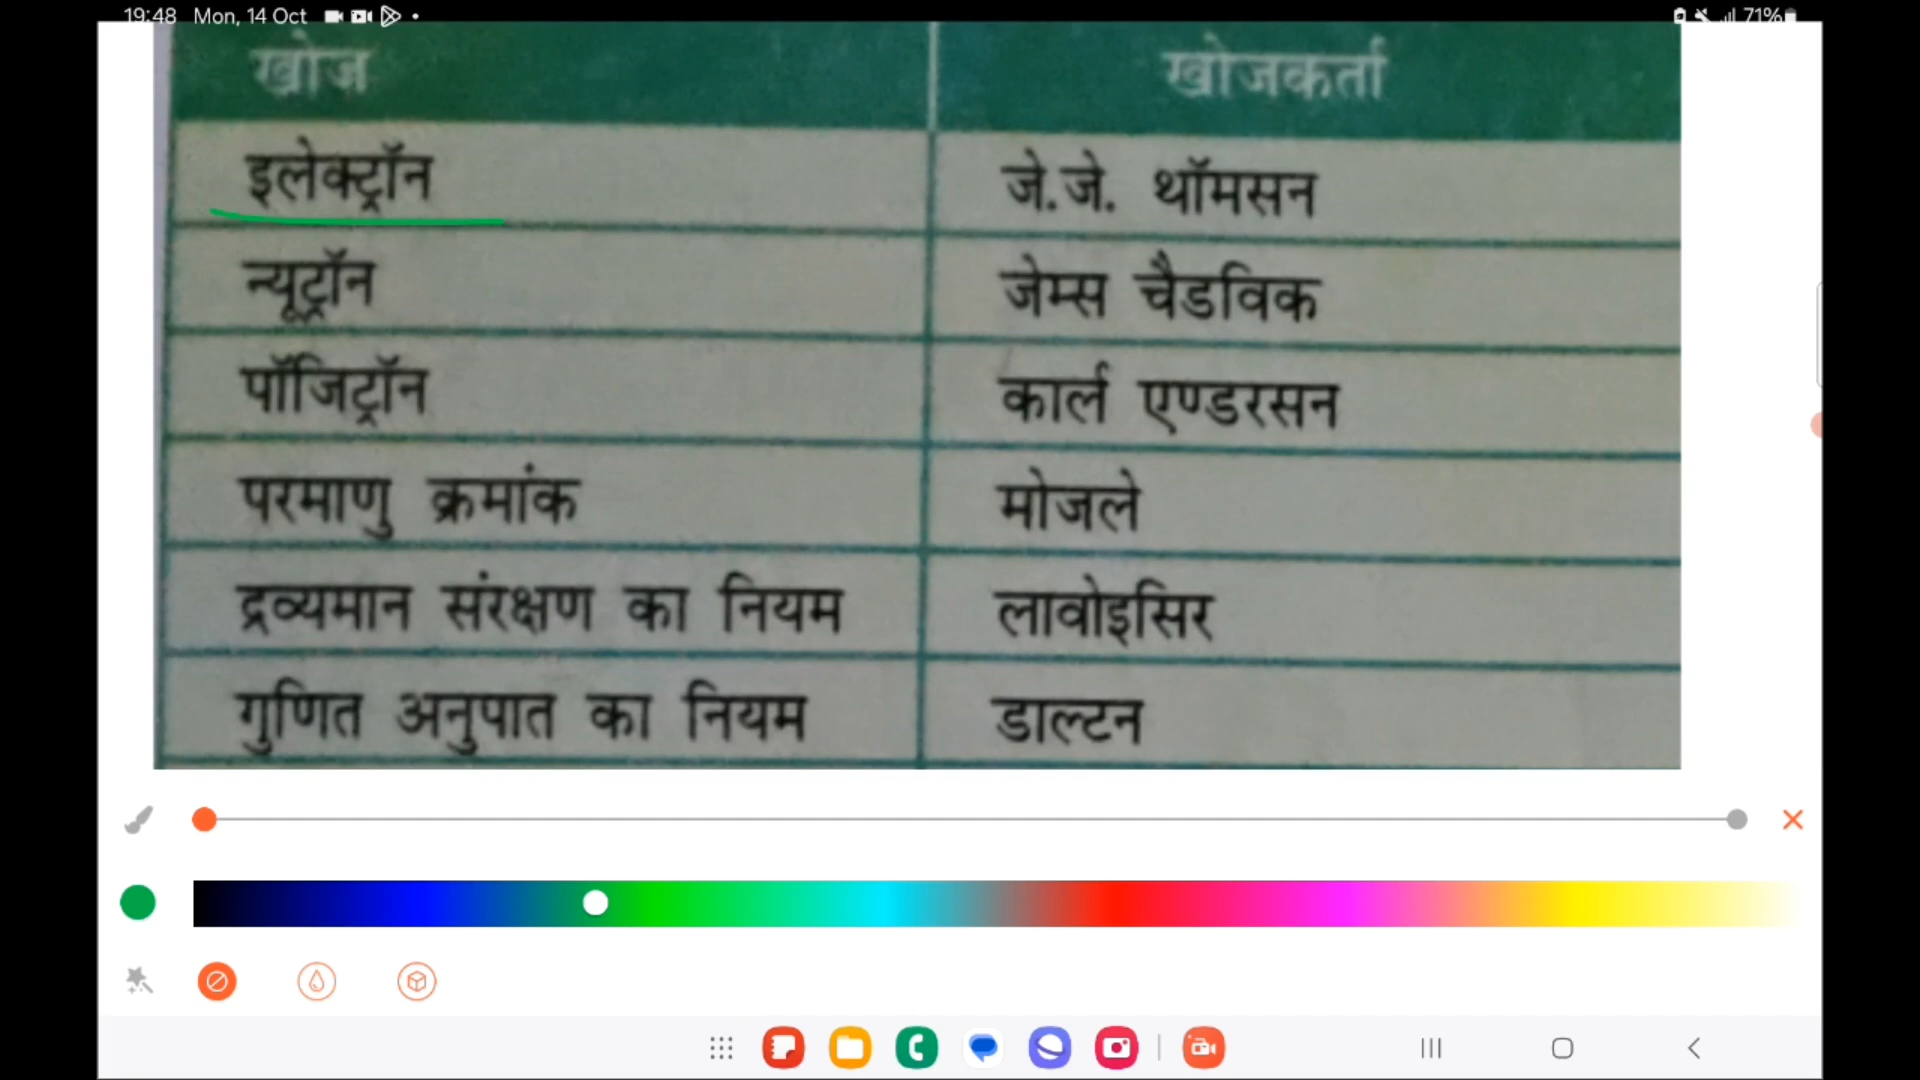 19:48 Mon, 14 Oct 71%
खोज खोजकर्ता
इलेक्ट्रॉन जे.जे. थॉमसन
न्यूट्रॉन जेम्स चैडविक
पॉजिट्रॉन कार्ल एण्डरसन
परमाणु क्रमांक मोजले
द्रव्यमान संरक्षण का नियम लावोइसिर
गुणित अनुपात का नियम डाल्टन